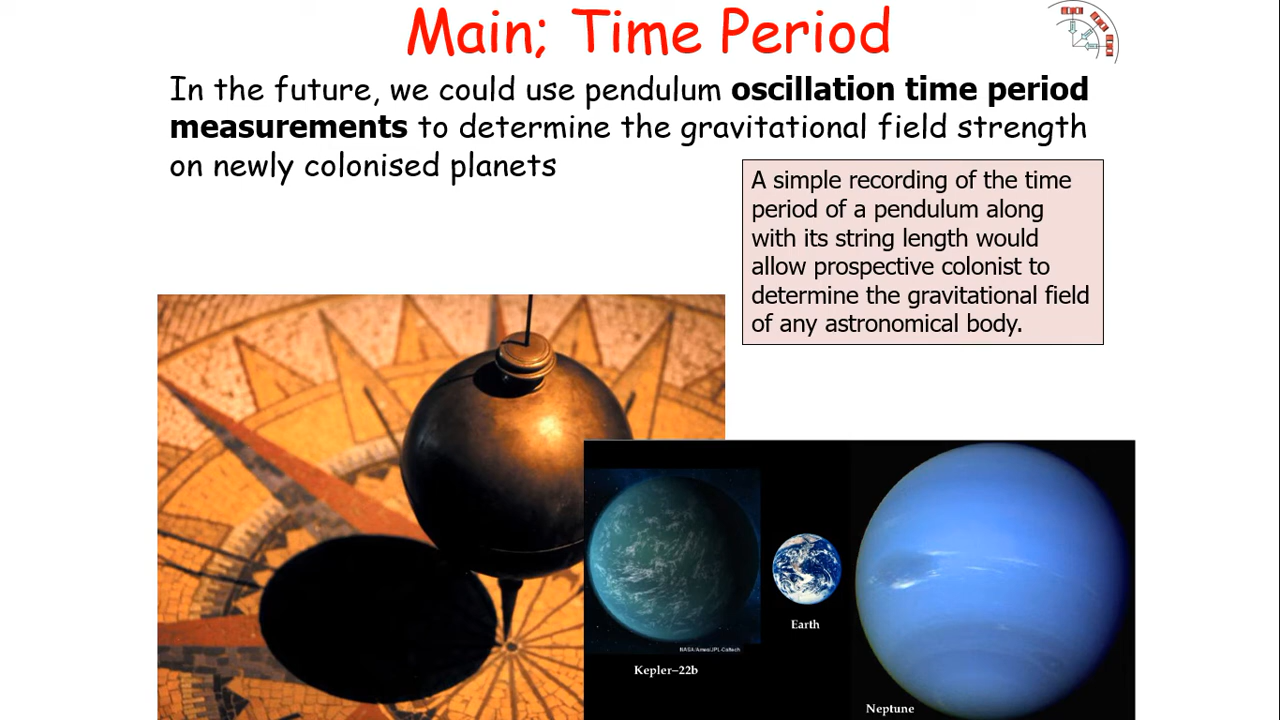 Main; Time Period
In the future, we could use pendulum oscillation time period
measurements to determine the gravitational field strength
on newly colonised planets
A simple recording of the time
period of a pendulum along
with its string length would
allow prospective colonist to
determine the gravitational field
of any astronomical body.
NASA/Ames/JPL-Caltech
Earth
Kepler–22b
Neptune